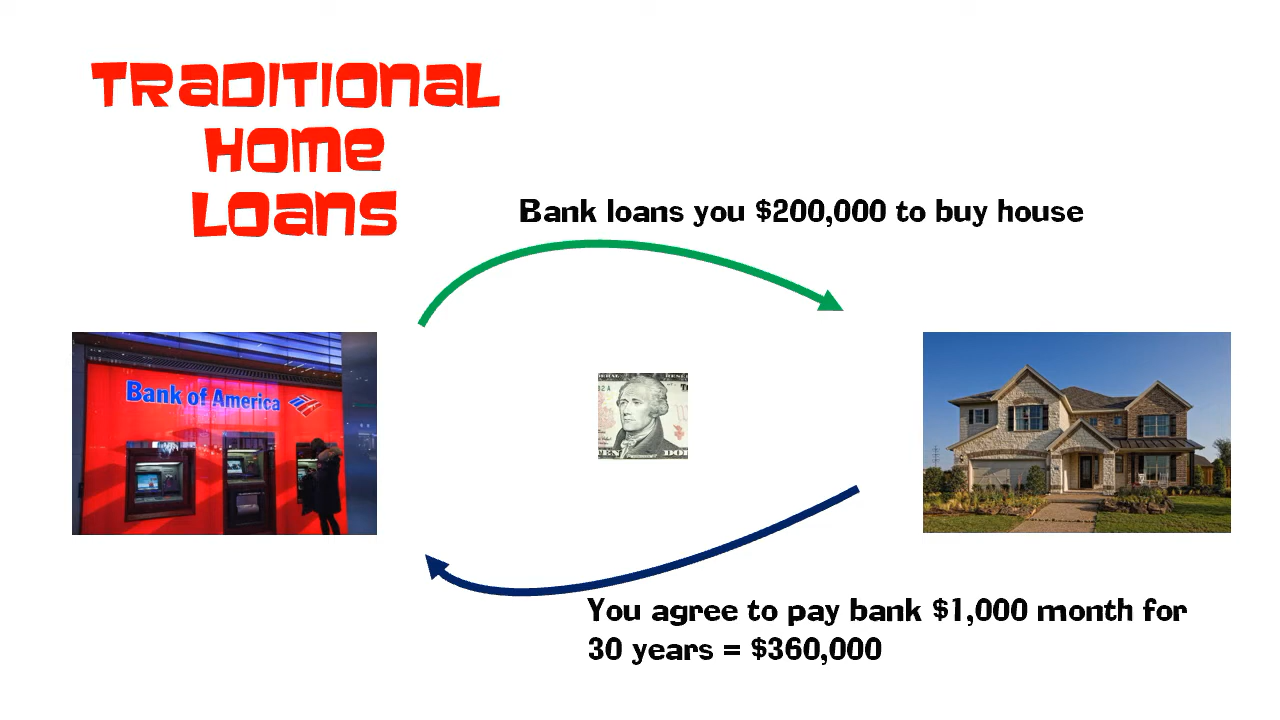 TRaDITIONaL
HOme
LOans
Bank loans you $200,000 to buy house
Bank of America
You agree to pay bank $1,000 month for
30 years = $360,000